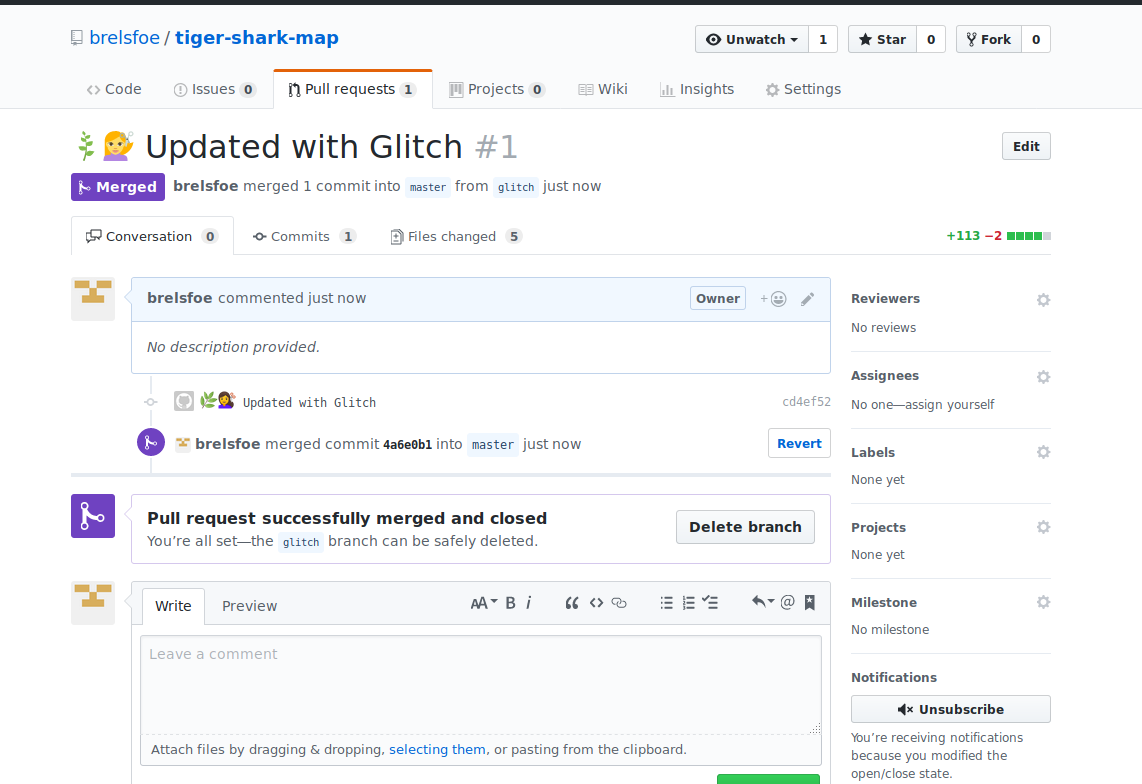 brelsfoe / tiger-shark-map
Unwatch 1 Star 0 Fork 0
Code Issues 0 Pull requests 1 Projects 0 Wiki Insights Settings
Updated with Glitch #1
Edit
Merged brelsfoe merged 1 commit into master from glitch just now
Conversation 0 Commits 1 Files changed 5 +113 −2
brelsfoe commented just now Owner +
No description provided.
Updated with Glitch cd4ef52
brelsfoe merged commit 4a6e0b1 into master just now Revert
Pull request successfully merged and closed
You’re all set—the glitch branch can be safely deleted.
Delete branch
Write Preview AA B i @
Leave a comment
Attach files by dragging & dropping, selecting them, or pasting from the clipboard.
Reviewers
No reviews
Assignees
No one—assign yourself
Labels
None yet
Projects
None yet
Milestone
No milestone
Notifications
Unsubscribe
You’re receiving notifications
because you modified the
open/close state.